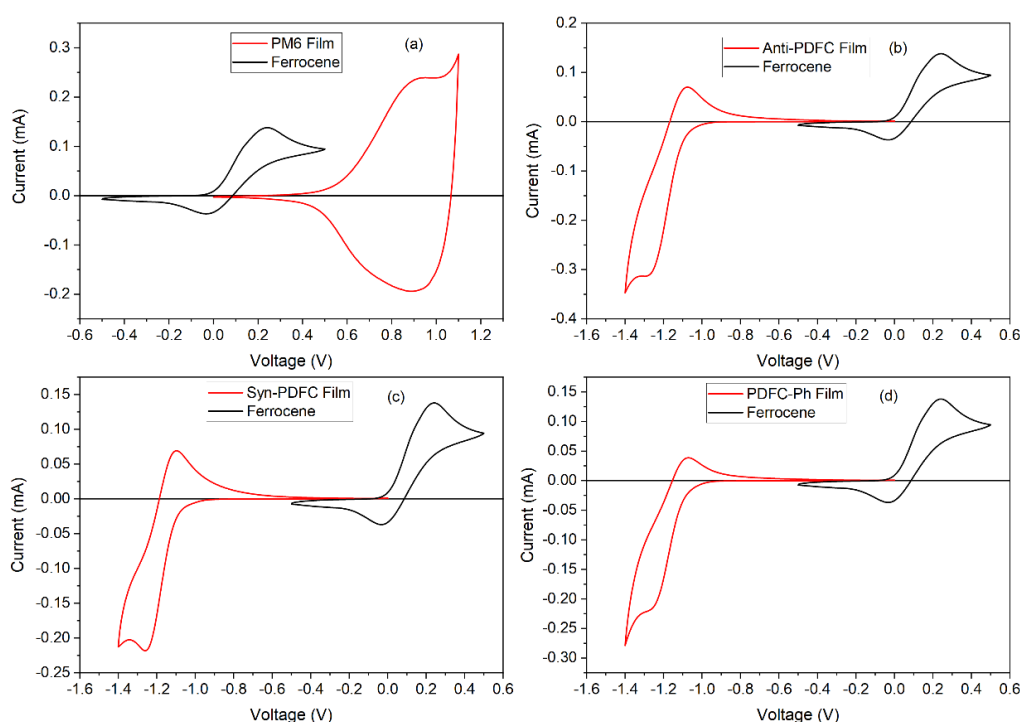 PM6 Film
Ferrocene
(a)
0.3
0.2
0.1
0.0
-0.1
-0.2
Current (mA)
-0.6 -0.4 -0.2 0.0 0.2 0.4 0.6 0.8 1.0 1.2
Voltage (V)
Anti-PDFC Film
Ferrocene
(b)
0.2
0.1
0.0
-0.1
-0.2
-0.3
-0.4
Current (mA)
-1.6 -1.4 -1.2 -1.0 -0.8 -0.6 -0.4 -0.2 0.0 0.2 0.4 0.6
Voltage (V)
Syn-PDFC Film
Ferrocene
(c)
0.15
0.10
0.05
0.00
-0.05
-0.10
-0.15
-0.20
-0.25
Current (mA)
-1.6 -1.4 -1.2 -1.0 -0.8 -0.6 -0.4 -0.2 0.0 0.2 0.4 0.6
Voltage (V)
PDFC-Ph Film
Ferrocene
(d)
0.15
0.10
0.05
0.00
-0.05
-0.10
-0.15
-0.20
-0.25
-0.30
Current (mA)
-1.6 -1.4 -1.2 -1.0 -0.8 -0.6 -0.4 -0.2 0.0 0.2 0.4 0.6
Voltage (V)